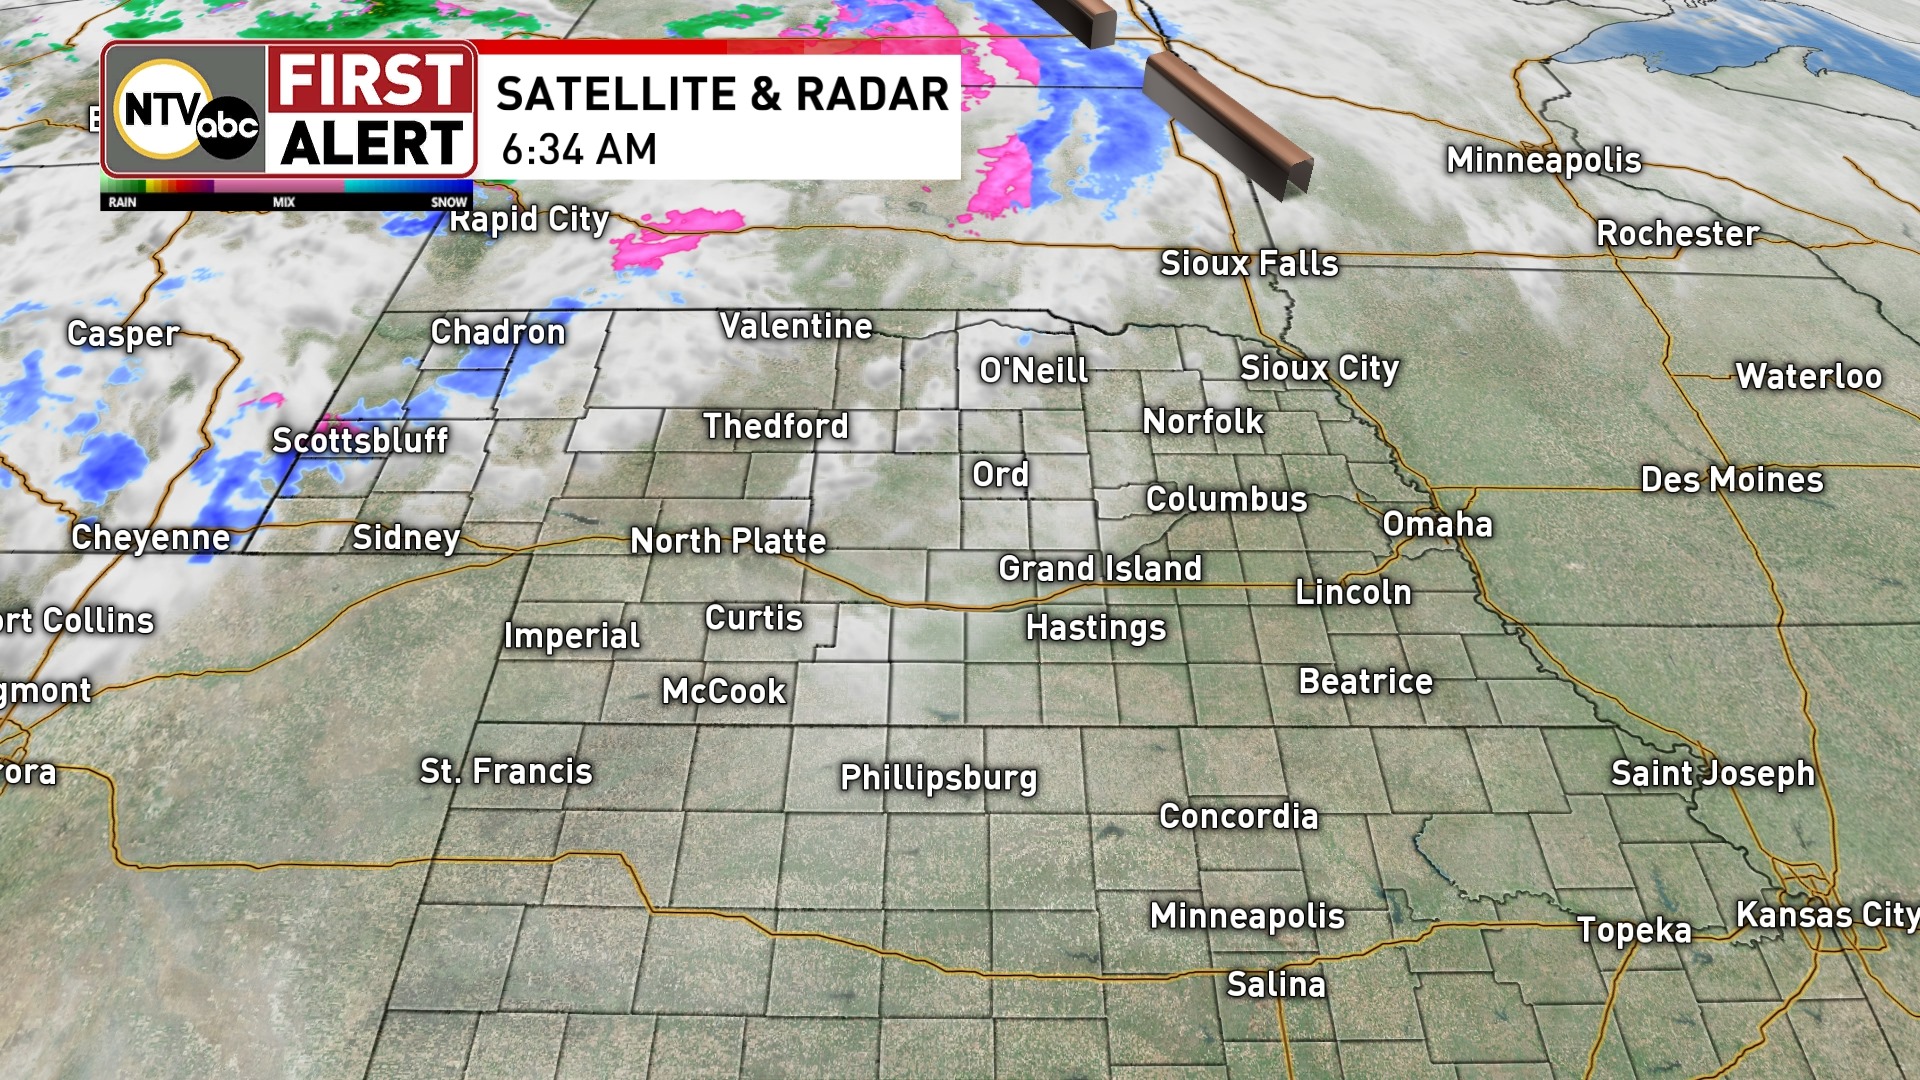 NTV abc
FIRST
ALERT
SATELLITE & RADAR
6:34 AM
RAIN MIX SNOW
Minneapolis
Rapid City
Rochester
Sioux Falls
Casper
Chadron
Valentine
O'Neill
Sioux City
Waterloo
Scottsbluff
Thedford
Norfolk
Ord
Columbus
Des Moines
Cheyenne
Sidney
North Platte
Omaha
Grand Island
Lincoln
ort Collins
Imperial
Curtis
Hastings
gmont
McCook
Beatrice
rora
St. Francis
Phillipsburg
Saint Joseph
Concordia
Minneapolis
Topeka
Kansas City
Salina